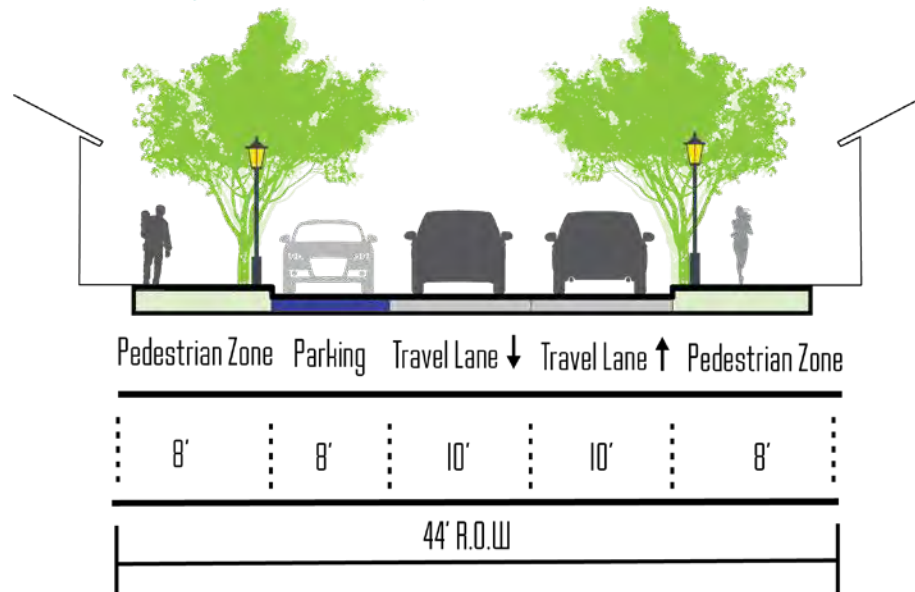 Pedestrian Zone Parking Travel Lane ↓ Travel Lane ↑ Pedestrian Zone
8' 8' 10' 10' 8'
44' R.O.W